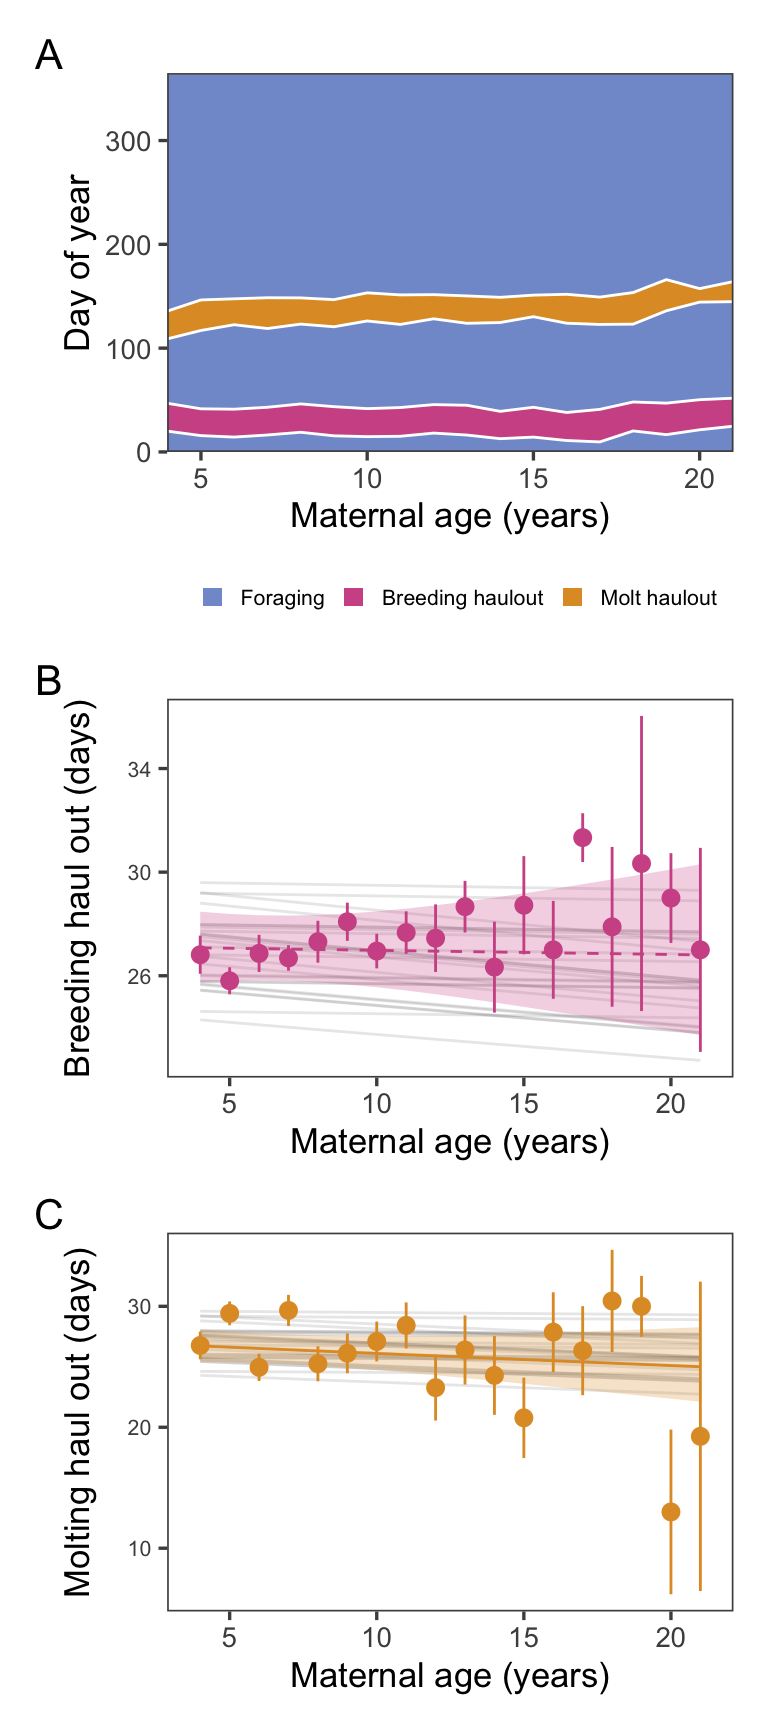 A
Day of year
300
200
100
0
5 10 15 20
Maternal age (years)
Foraging Breeding haulout Molt haulout
B
Breeding haul out (days)
34
30
26
5 10 15 20
Maternal age (years)
C
Molting haul out (days)
30
20
10
5 10 15 20
Maternal age (years)